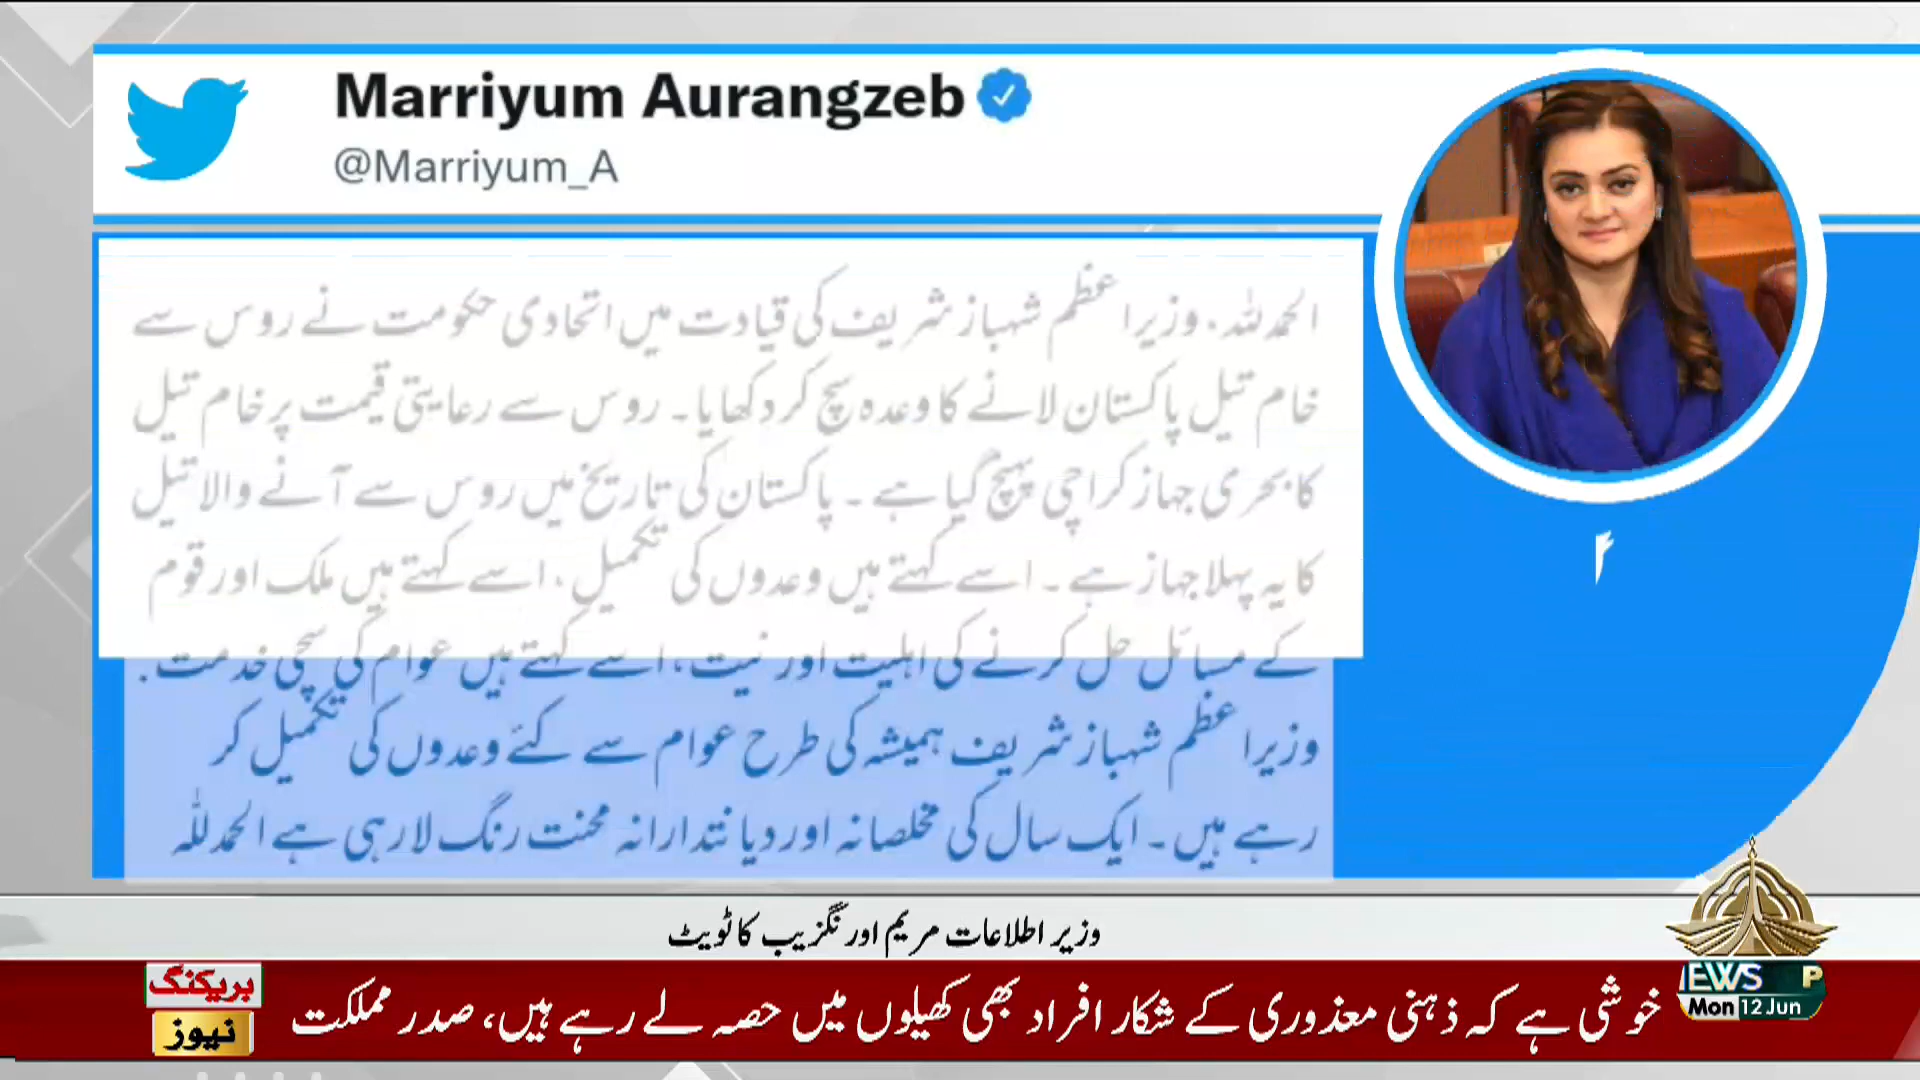 Marriyum Aurangzeb
@Marriyum_A
الحمدللہ۔ وزیراعظم شہباز شریف کی قیادت میں اتحادی حکومت نے روس سے
خام تیل پاکستان لانے کا وعدہ سچ کر دکھایا۔ روس سے رعایتی قیمت پر خام تیل
کا بحری جہاز کراچی پہنچ گیا ہے۔ پاکستان کی تاریخ میں روس سے آنے والا تیل
کا یہ پہلا جہاز ہے۔ اسے کہتے ہیں وعدوں کی تکمیل، اسے کہتے ہیں ملک اور قوم
کے مسائل حل کرنے کی اہلیت اور نیت، اسے کہتے ہیں عوام کی سچی خدمت۔
وزیراعظم شہباز شریف ہمیشہ کی طرح عوام سے کئے وعدوں کی تکمیل کر
رہے ہیں۔ ایک سال کی مخلصانہ اور دیانتدارانہ محنت رنگ لا رہی ہے الحمدللہ
وزیر اطلاعات مریم اورنگزیب کا ٹویٹ
EWS P
Mon 12 Jun
بریکنگ
نیوز
خوشی ہے کہ ذہنی معذوری کے شکار افراد بھی کھیلوں میں حصہ لے رہے ہیں، صدر مملکت